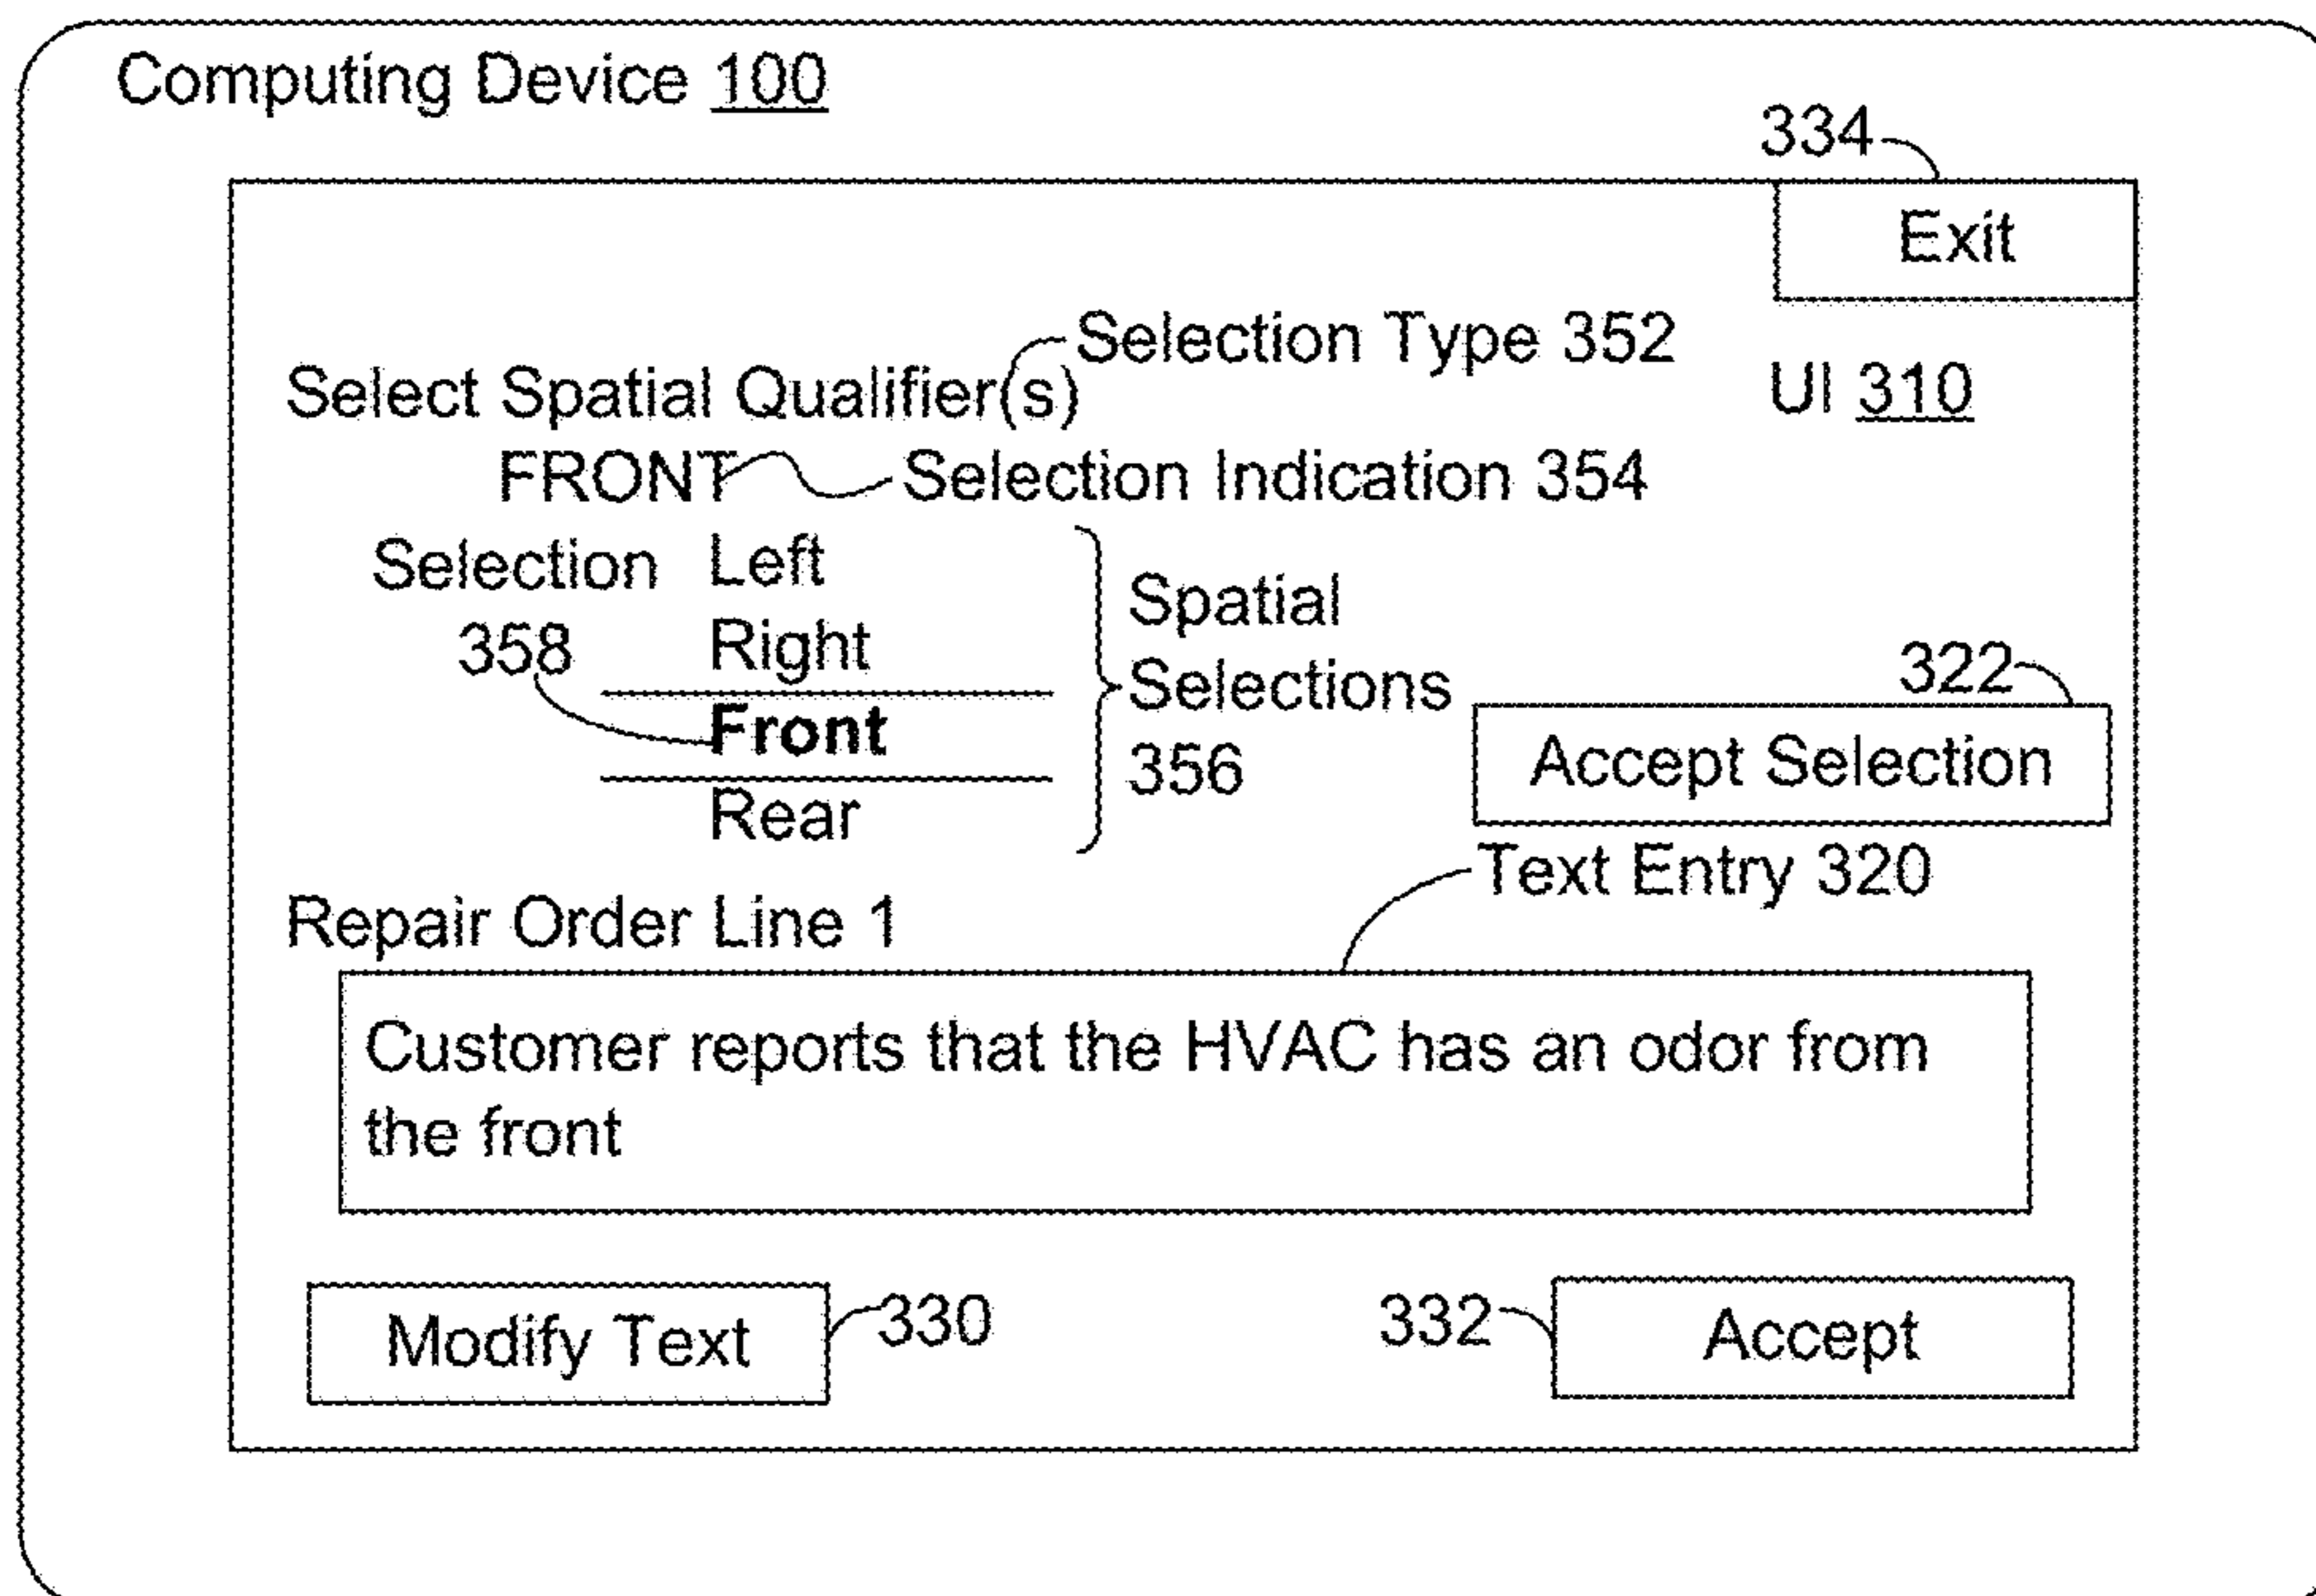 Computing Device 100
334
Exit
Selection Type 352
Select Spatial Qualifier(s)
UI 310
FRONT
Selection Indication 354
Selection
358
Left
Right
Front
Rear
Spatial
Selections
356
322
Accept Selection
Text Entry 320
Repair Order Line 1
Customer reports that the HVAC has an odor from
the front
Modify Text
330
332
Accept